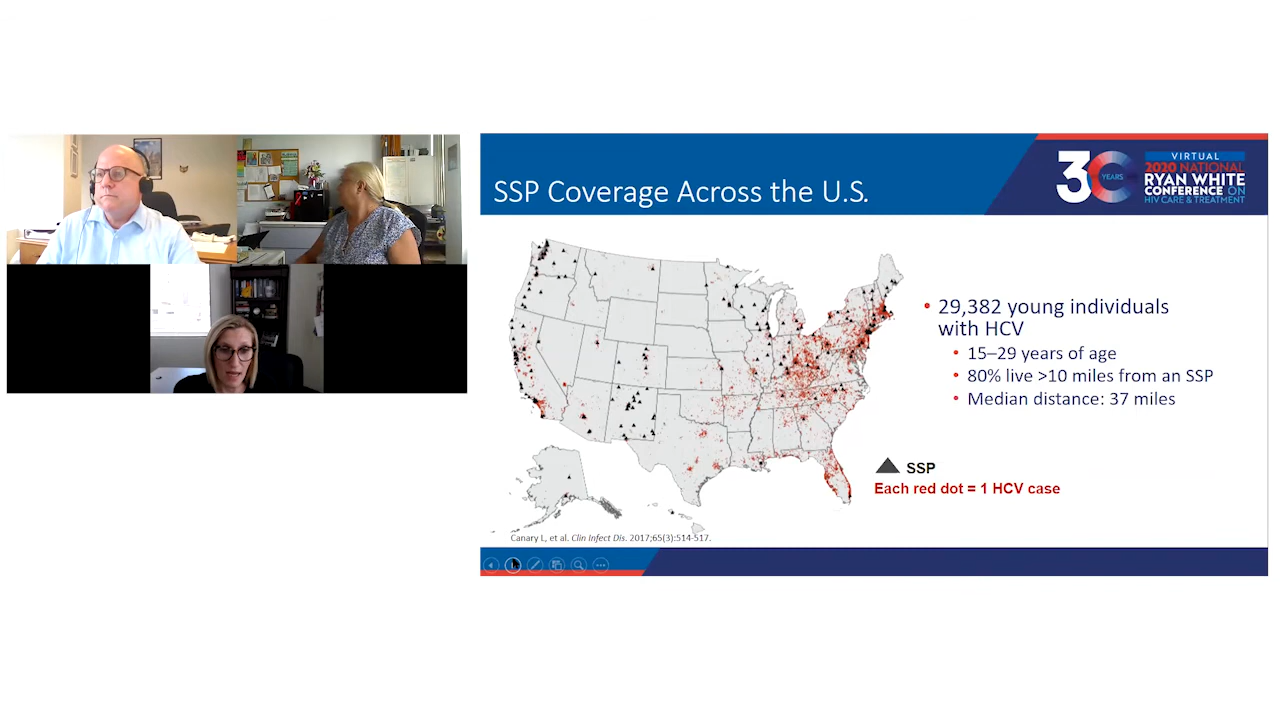 SSP Coverage Across the U.S.
30 YEARS
VIRTUAL
2020 NATIONAL
RYAN WHITE
CONFERENCE ON
HIV CARE & TREATMENT
• 29,382 young individuals
with HCV
• 15–29 years of age
• 80% live >10 miles from an SSP
• Median distance: 37 miles
SSP
Each red dot = 1 HCV case
Canary L, et al. Clin Infect Dis. 2017;65(3):514-517.